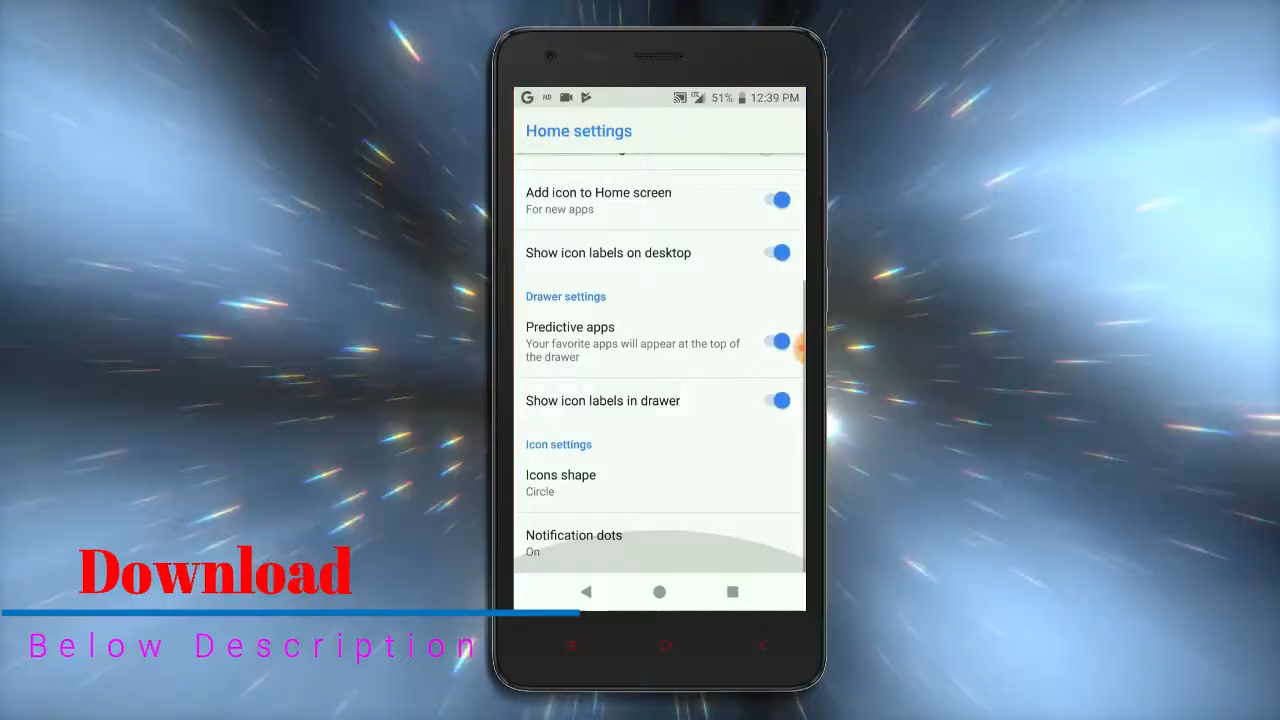 G HD LTE 51% 12:39 PM
Home settings
Add icon to Home screen
For new apps
Show icon labels on desktop
Drawer settings
Predictive apps
Your favorite apps will appear at the top of
the drawer
Show icon labels in drawer
Icon settings
Icons shape
Circle
Notification dots
On
Download
Below Description